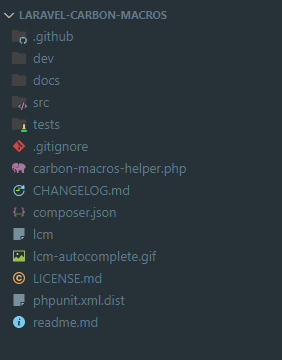 LARAVEL-CARBON-MACROS
.github
dev
docs
src
tests
.gitignore
carbon-macros-helper.php
CHANGELOG.md
composer.json
lcm
lcm-autocomplete.gif
LICENSE.md
phpunit.xml.dist
readme.md